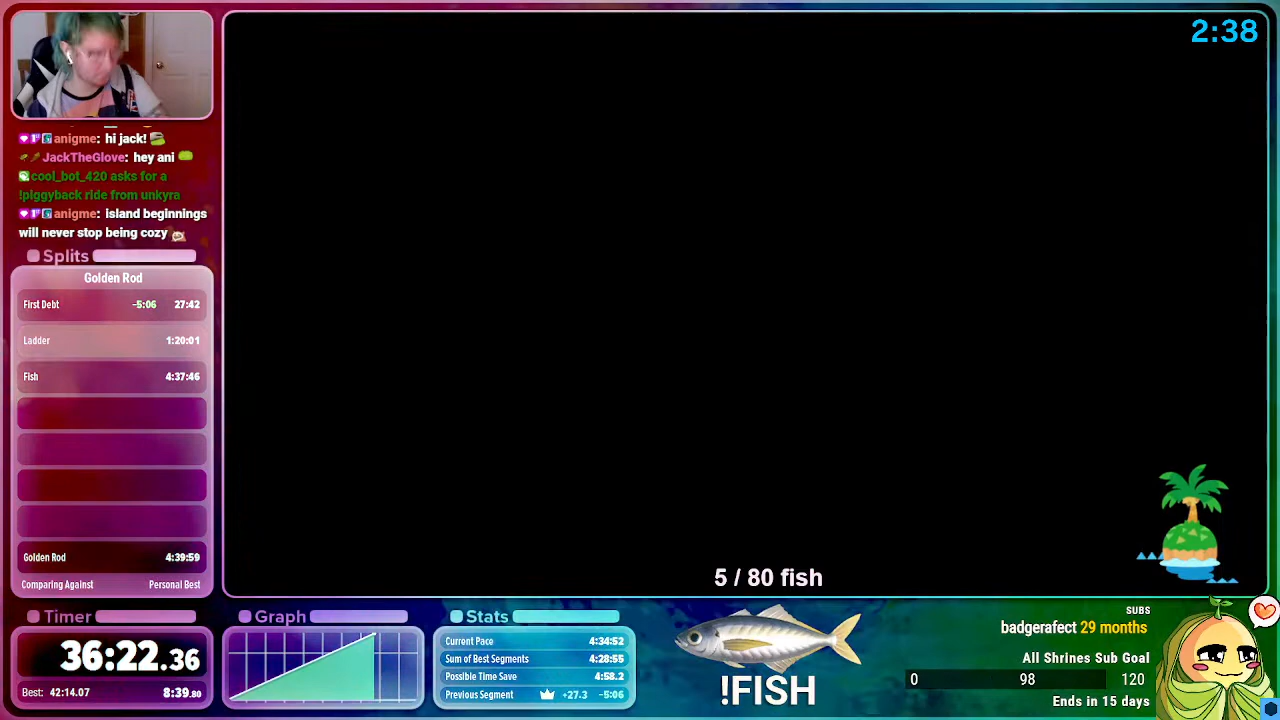 2:38
anigme: hi jack!
JackTheGlove: hey ani
cool_bot_420 asks for a
!piggyback ride from unkyra
anigme: island beginnings
will never stop being cozy
Splits
Golden Rod
First Debt -5:06 27:42
Ladder 1:20:01
Fish 4:37:46
Golden Rod 4:39:59
Comparing Against Personal Best
5 / 80 fish
Timer
36:22.36
Best: 42:14.07 8:39.80
Graph
Stats
Current Pace 4:34:52
Sum of Best Segments 4:28:55
Possible Time Save 4:58.2
Previous Segment +27.3 -5:06
!FISH
SUBS
badgerafect 29 months
All Shrines Sub Goal
0 98 120
Ends in 15 days